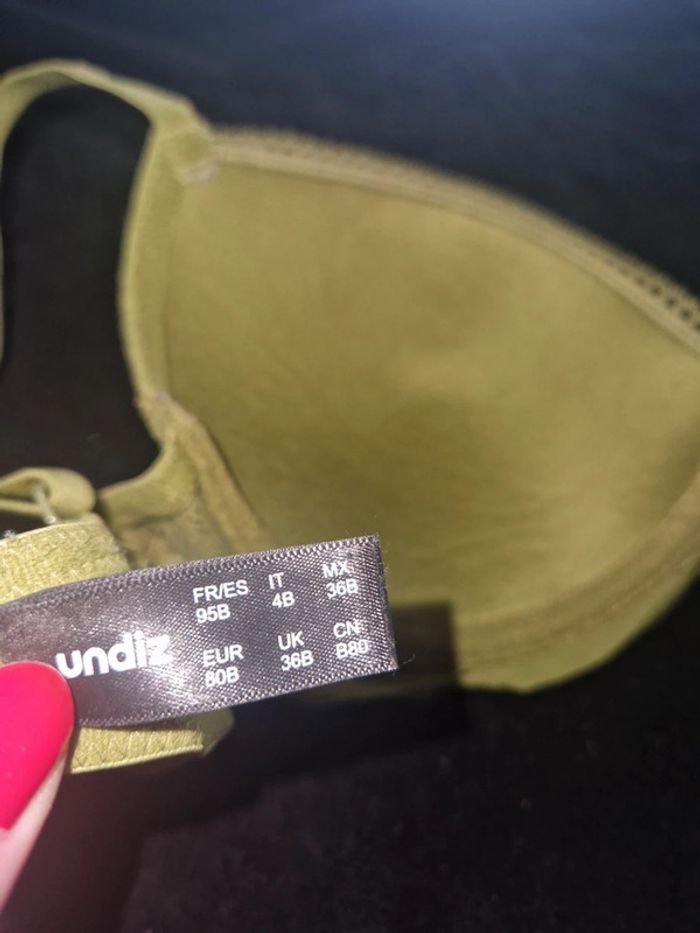 undiz
FR/ES IT MX
95B 4B 36B
EUR UK CN
80B 36B B80